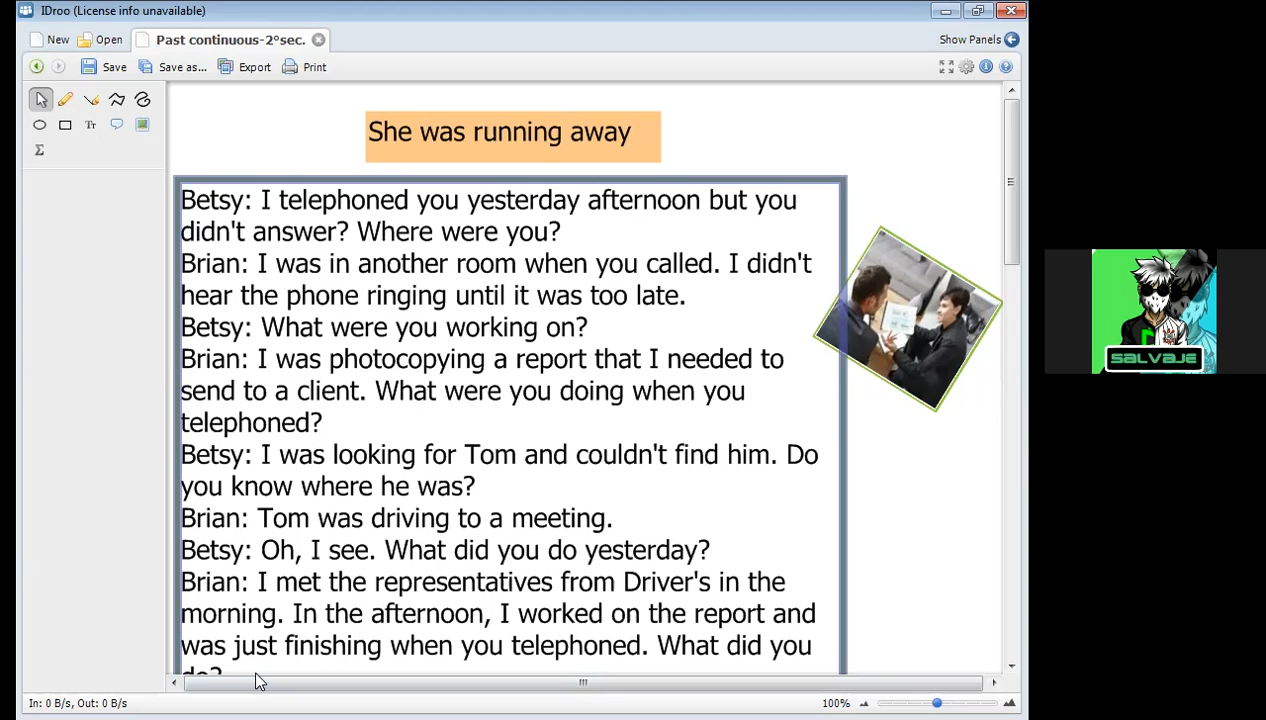 IDroo (License info unavailable)
New Open Past continuous-2°sec. Show Panels
Save Save as... Export Print
Tr
She was running away
Betsy: I telephoned you yesterday afternoon but you
didn't answer? Where were you?
Brian: I was in another room when you called. I didn't
hear the phone ringing until it was too late.
Betsy: What were you working on?
Brian: I was photocopying a report that I needed to
send to a client. What were you doing when you
telephoned?
Betsy: I was looking for Tom and couldn't find him. Do
you know where he was?
Brian: Tom was driving to a meeting.
Betsy: Oh, I see. What did you do yesterday?
Brian: I met the representatives from Driver's in the
morning. In the afternoon, I worked on the report and
was just finishing when you telephoned. What did you
do?
In: 0 B/s, Out: 0 B/s 100%
SALVAJE